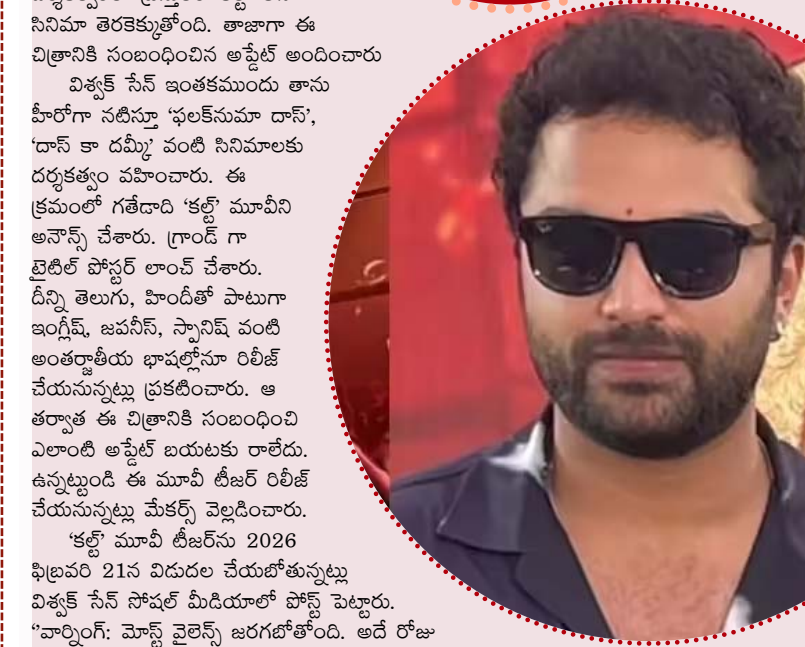 సినిమా తెరకెక్కుతోంది. తాజాగా ఈ
చిత్రానికి సంబంధించిన అప్డేట్ అందించారు
విశ్వక్ సేన్ ఇంతకముందు తాను
హీరోగా నటిస్తూ ‘ఫలక్‌నుమా దాస్’,
‘దాస్ కా దమ్కీ’ వంటి సినిమాలకు
దర్శకత్వం వహించారు. ఈ
క్రమంలో గతేడాది ‘కల్ట్’ మూవీని
అనౌన్స్ చేశారు. గ్రాండ్ గా
టైటిల్ పోస్టర్ లాంచ్ చేశారు.
దీన్ని తెలుగు, హిందీతో పాటుగా
ఇంగ్లీష్, జపనీస్, స్పానిష్ వంటి
అంతర్జాతీయ భాషల్లోనూ రిలీజ్
చేయనున్నట్లు ప్రకటించారు. ఆ
తర్వాత ఈ చిత్రానికి సంబంధించి
ఎలాంటి అప్డేట్ బయటకు రాలేదు.
ఉన్నట్టుండి ఈ మూవీ టీజర్ రిలీజ్
చేయనున్నట్లు మేకర్స్ వెల్లడించారు.
‘కల్ట్’ మూవీ టీజర్‌ను 2026
ఫిబ్రవరి 21న విడుదల చేయబోతున్నట్లు
విశ్వక్ సేన్ సోషల్ మీడియాలో పోస్ట్ పెట్టారు.
‘‘వార్నింగ్: మోస్ట్ వైలెన్స్ జరగబోతోంది. అదే రోజు